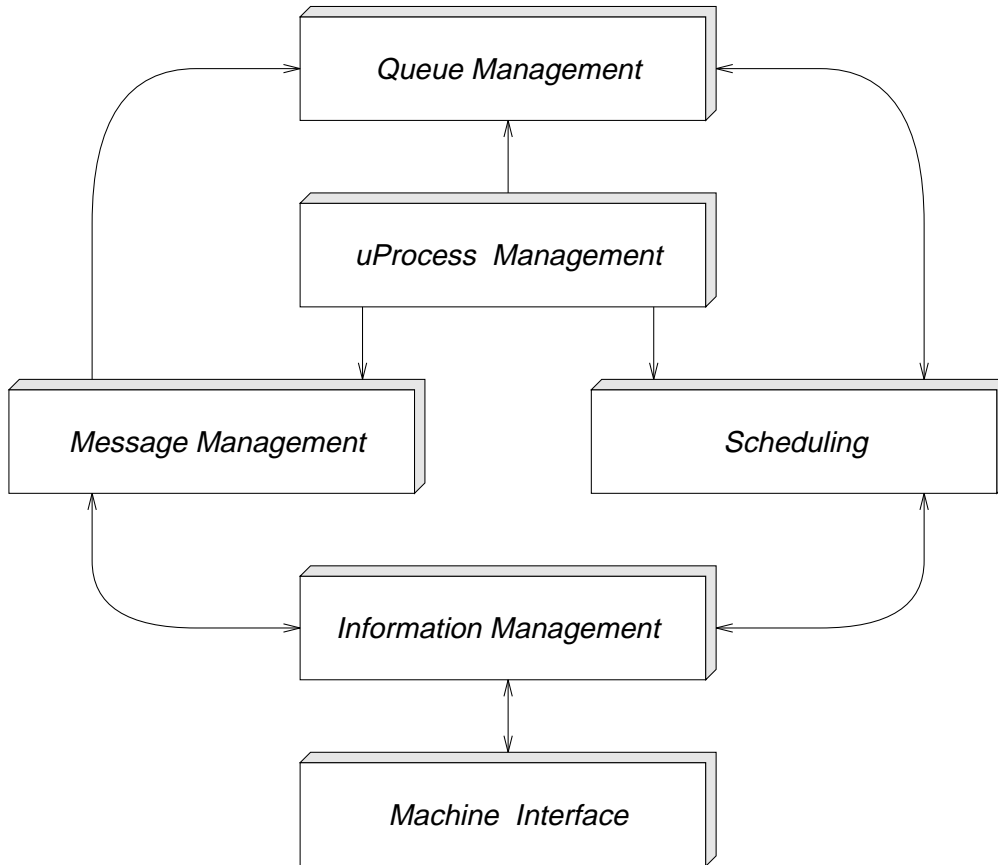 Queue Management
uProcess Management
Message Management
Scheduling
Information Management
Machine Interface